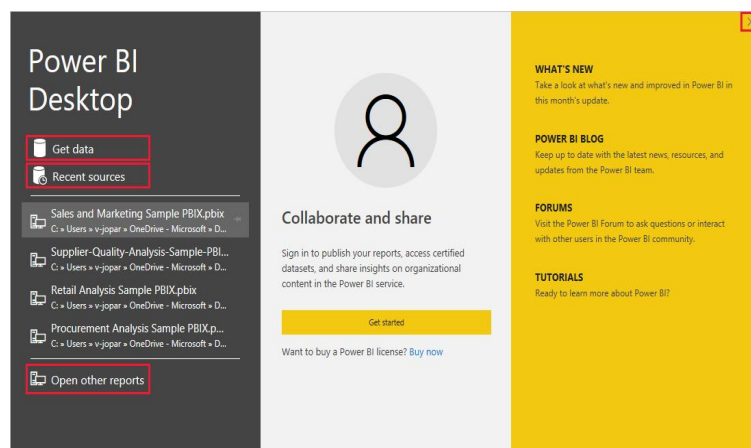 Power BI
Desktop
Get data
Recent sources
Sales and Marketing Sample PBIX.pbix
C: » Users » v-jopar » OneDrive - Microsoft » D...
Supplier-Quality-Analysis-Sample-PBI...
C: » Users » v-jopar » OneDrive - Microsoft » D...
Retail Analysis Sample PBIX.pbix
C: » Users » v-jopar » OneDrive - Microsoft » D...
Procurement Analysis Sample PBIX.p...
C: » Users » v-jopar » OneDrive - Microsoft » D...
Open other reports
Collaborate and share
Sign in to publish your reports, access certified
datasets, and share insights on organizational
content in the Power BI service.
Get started
Want to buy a Power BI license? Buy now
WHAT'S NEW
Take a look at what's new and improved in Power BI in
this month's update.
POWER BI BLOG
Keep up to date with the latest news, resources, and
updates from the Power BI team.
FORUMS
Visit the Power BI Forum to ask questions or interact
with other users in the Power BI community.
TUTORIALS
Ready to learn more about Power BI?